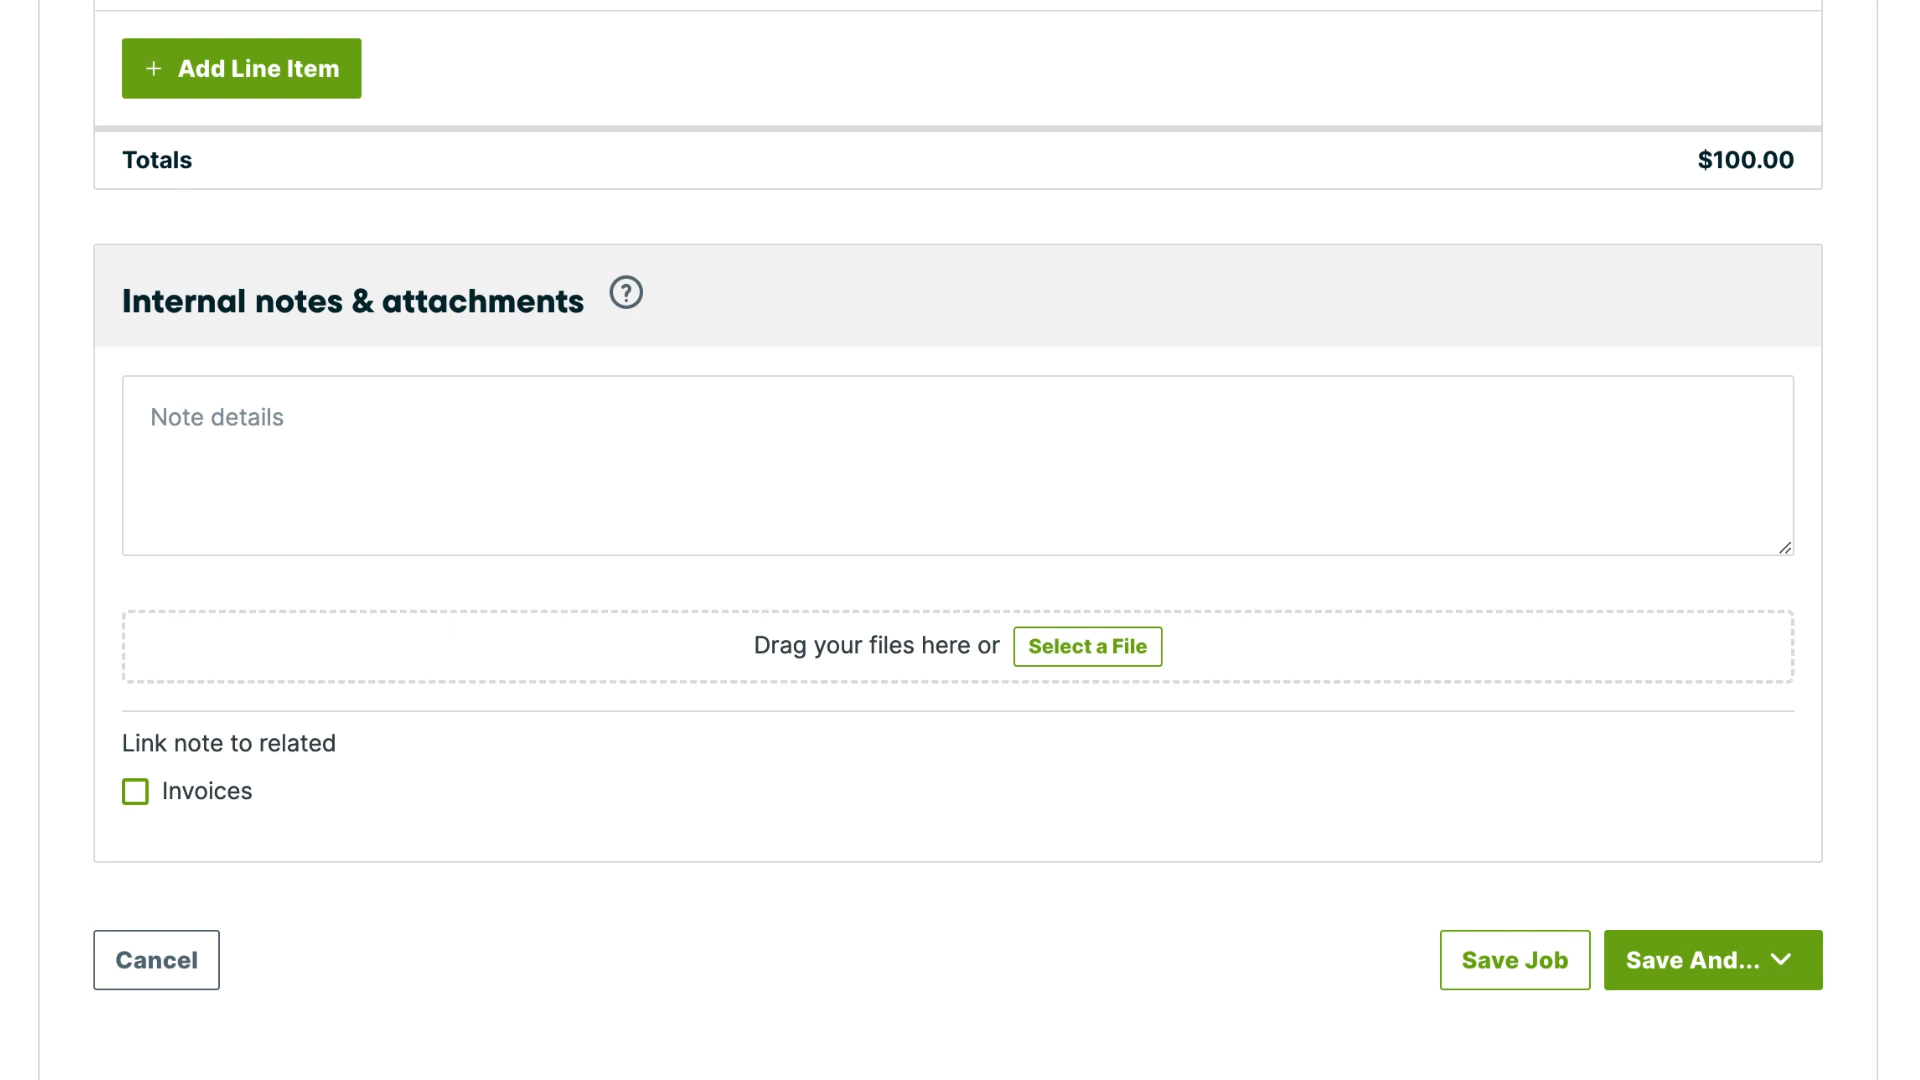 + Add Line Item
Totals $100.00
Internal notes & attachments ?
Note details
Drag your files here or Select a File
Link note to related
Invoices
Cancel Save Job Save And...